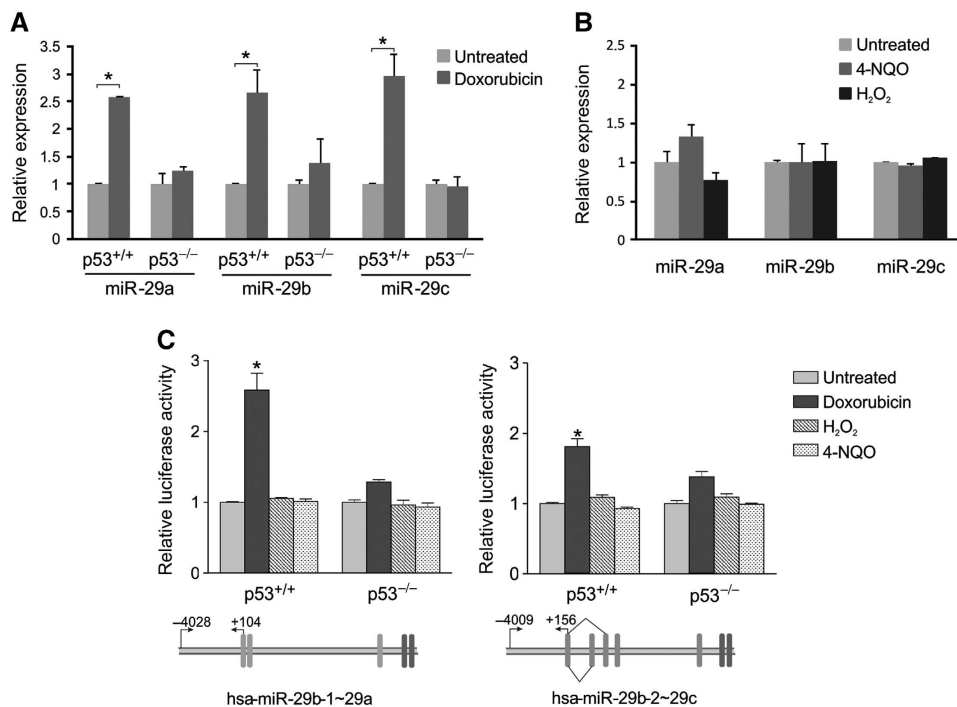 A
Relative expression
3.5
3.0
2.5
2.0
1.5
1.0
0.5
0
*
*
*
Untreated
Doxorubicin
p53+/+ p53−/− p53+/+ p53−/− p53+/+ p53−/−
miR-29a miR-29b miR-29c
B
Relative expression
2.5
2.0
1.5
1
0.5
0
Untreated
4-NQO
H2O2
miR-29a miR-29b miR-29c
C
Relative luciferase activity
3
2
1
0
*
p53+/+ p53−/−
−4028 +104
hsa-miR-29b-1~29a
Relative luciferase activity
3
2
1
0
*
p53+/+ p53−/−
−4009 +156
hsa-miR-29b-2~29c
Untreated
Doxorubicin
H2O2
4-NQO